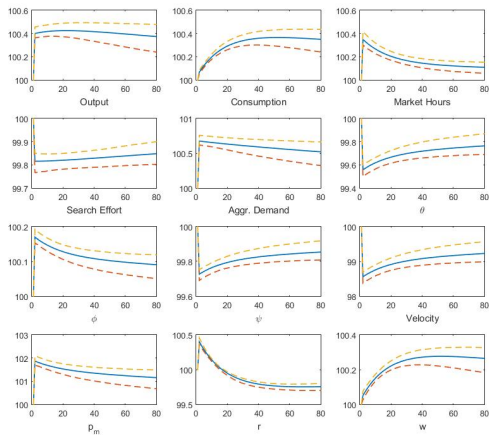 100.6
100.4
100.2
100
0 20 40 60 80
Output
100.6
100.4
100.2
100
0 20 40 60 80
Consumption
100.6
100.4
100.2
100
0 20 40 60 80
Market Hours
100
99.9
99.8
99.7
0 20 40 60 80
Search Effort
101
100.5
100
0 20 40 60 80
Aggr. Demand
100
99.8
99.6
99.4
0 20 40 60 80
θ
100.2
100.1
100
0 20 40 60 80
ϕ
100
99.8
99.6
0 20 40 60 80
ψ
100
99
98
0 20 40 60 80
Velocity
103
102
101
100
0 20 40 60 80
p_m
100.5
100
99.5
0 20 40 60 80
r
100.4
100.2
100
0 20 40 60 80
w